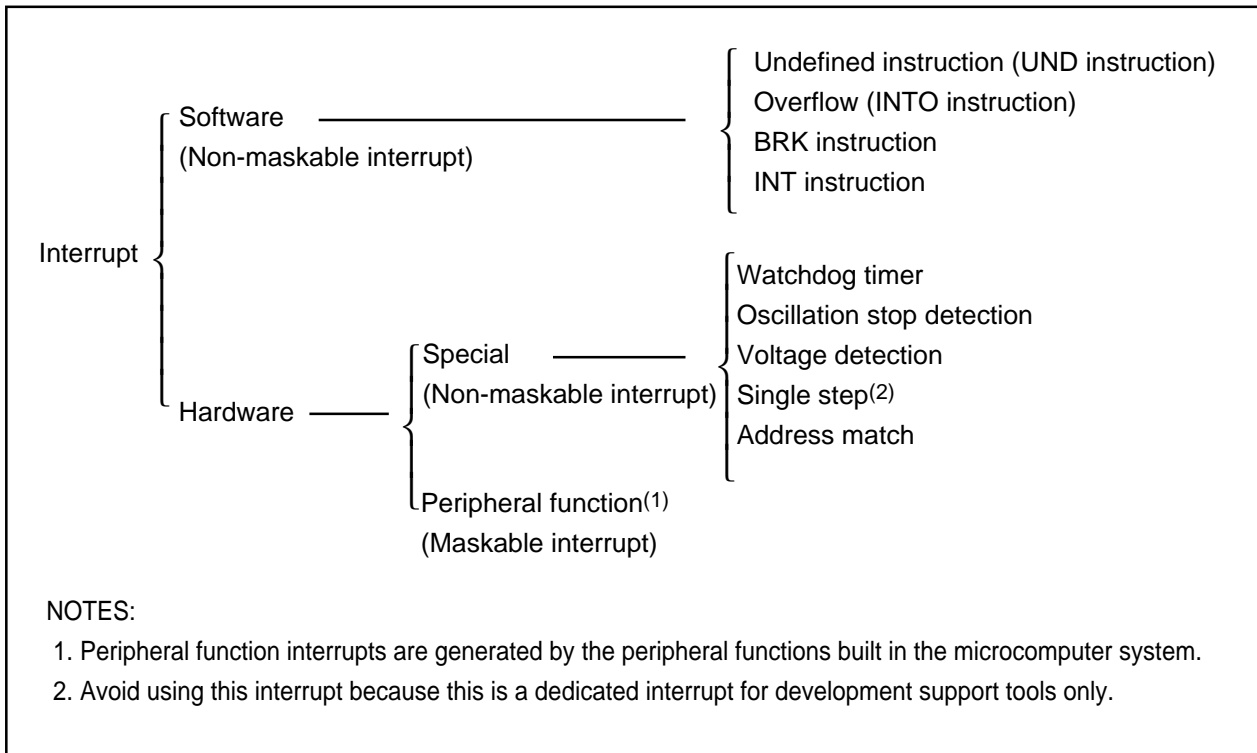 Undefined instruction (UND instruction)
Overflow (INTO instruction)
BRK instruction
INT instruction
Software
(Non-maskable interrupt)
Interrupt
Watchdog timer
Oscillation stop detection
Voltage detection
Single step(2)
Address match
Special
(Non-maskable interrupt)
Hardware
Peripheral function(1)
(Maskable interrupt)
NOTES:
1. Peripheral function interrupts are generated by the peripheral functions built in the microcomputer system.
2. Avoid using this interrupt because this is a dedicated interrupt for development support tools only.